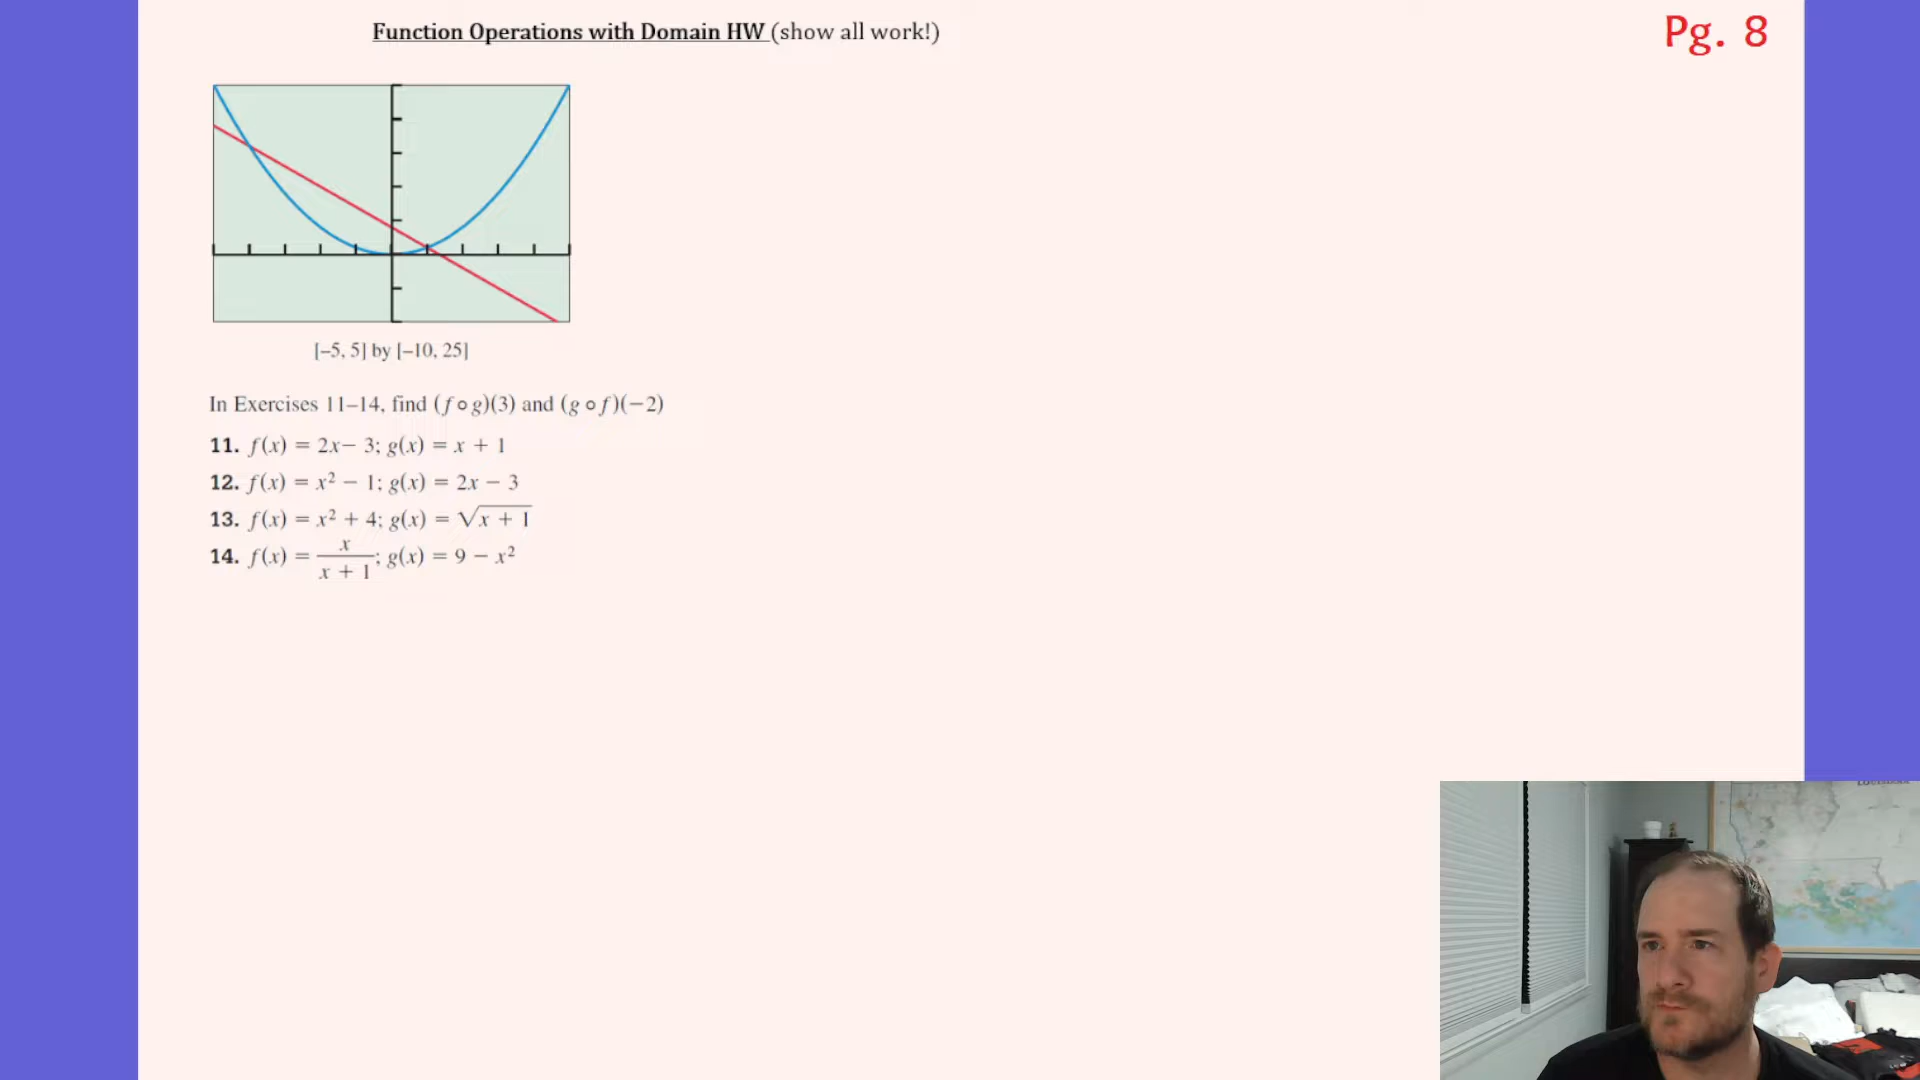 Function Operations with Domain HW (show all work!)
Pg. 8
[−5, 5] by [−10, 25]
In Exercises 11–14, find (f∘g)(3) and (g∘f)(−2)
11. f(x) = 2x− 3; g(x) = x + 1
12. f(x) = x² − 1; g(x) = 2x − 3
13. f(x) = x² + 4; g(x) = √x + 1
14. f(x) = x / x + 1; g(x) = 9 − x²